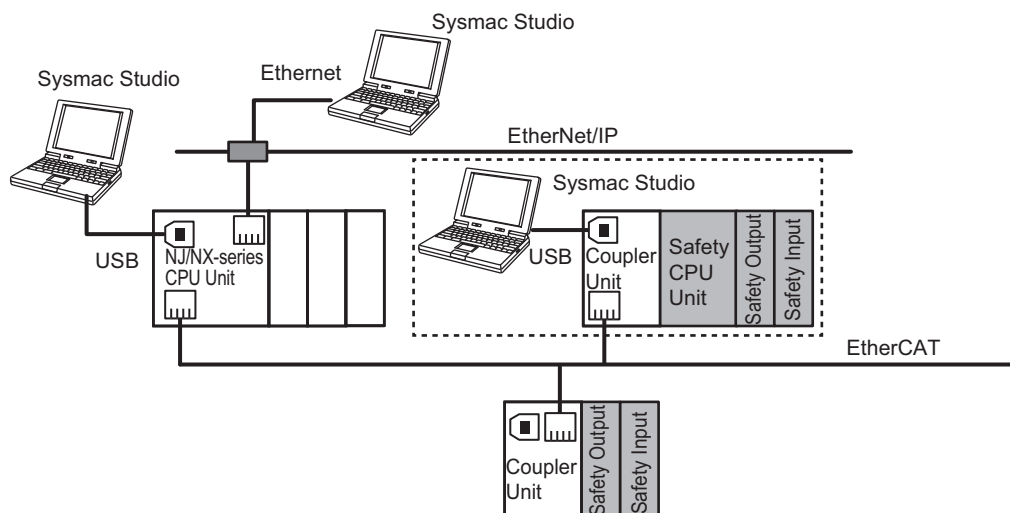 Sysmac Studio
Ethernet
Sysmac Studio
EtherNet/IP
Sysmac Studio
USB
NJ/NX-series
CPU Unit
USB
Coupler
Unit
Safety
CPU
Unit
Safety Output
Safety Input
EtherCAT
Coupler
Unit
Safety Output
Safety Input